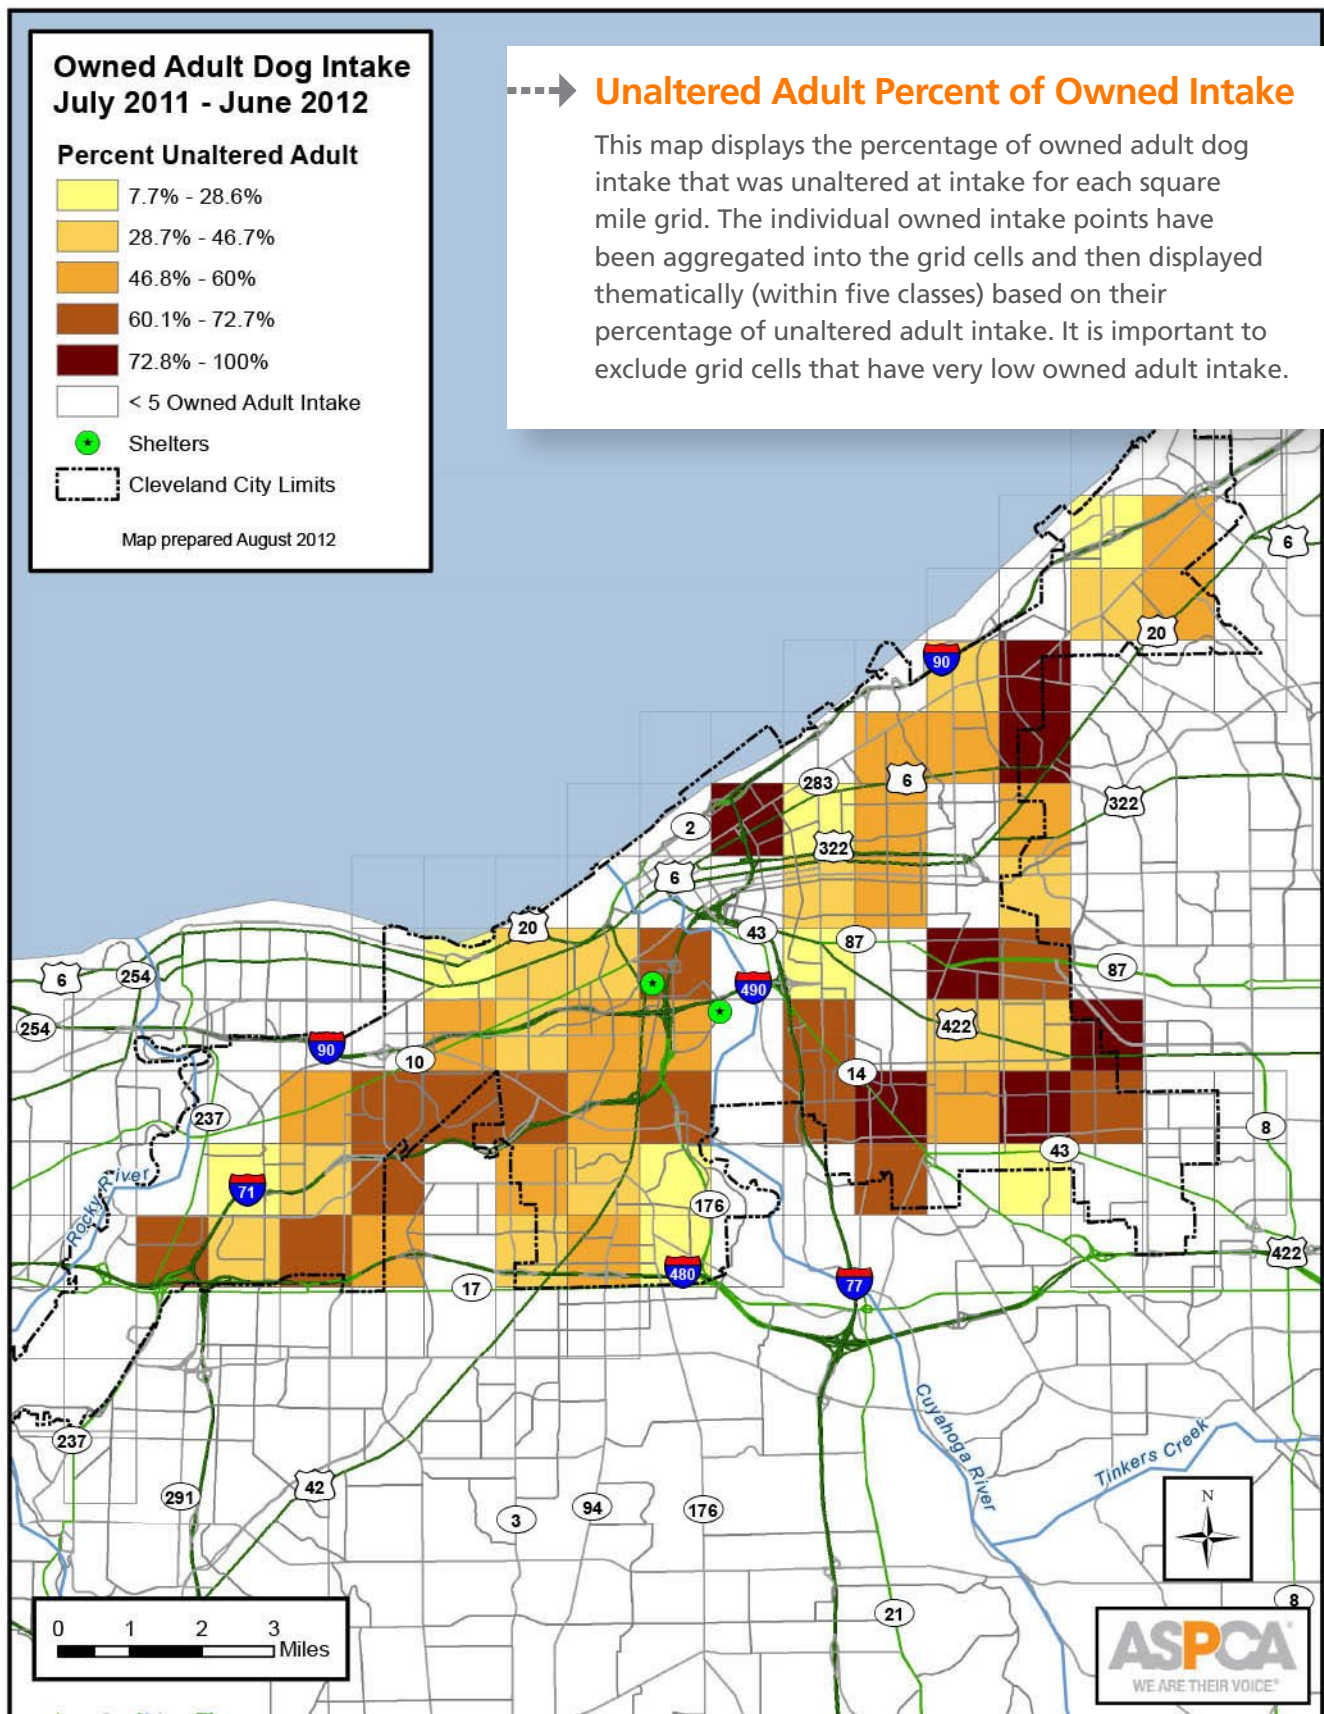 Owned Adult Dog Intake
July 2011 - June 2012
Percent Unaltered Adult
7.7% - 28.6%
28.7% - 46.7%
46.8% - 60%
60.1% - 72.7%
72.8% - 100%
< 5 Owned Adult Intake
Shelters
Cleveland City Limits
Map prepared August 2012
Unaltered Adult Percent of Owned Intake
This map displays the percentage of owned adult dog
intake that was unaltered at intake for each square
mile grid. The individual owned intake points have
been aggregated into the grid cells and then displayed
thematically (within five classes) based on their
percentage of unaltered adult intake. It is important to
exclude grid cells that have very low owned adult intake.
6
20
90
283
6
322
2
322
6
20
43
87
6
254
87
490
254
422
90
10
14
237
8
43
Rocky River
71
176
422
480
77
17
Cuyahoga River
237
Tinkers Creek
42
291
94
176
3
N
21
8
0 1 2 3
Miles
ASPCA
WE ARE THEIR VOICE®